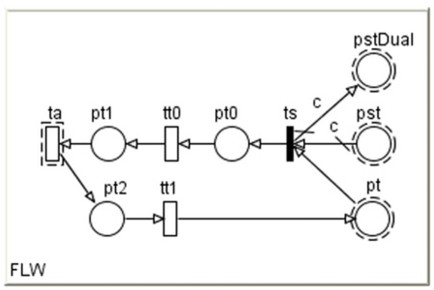 pstDual
ta pt1 tt0 pt0 ts c pst
c
pt2 tt1 pt
FLW